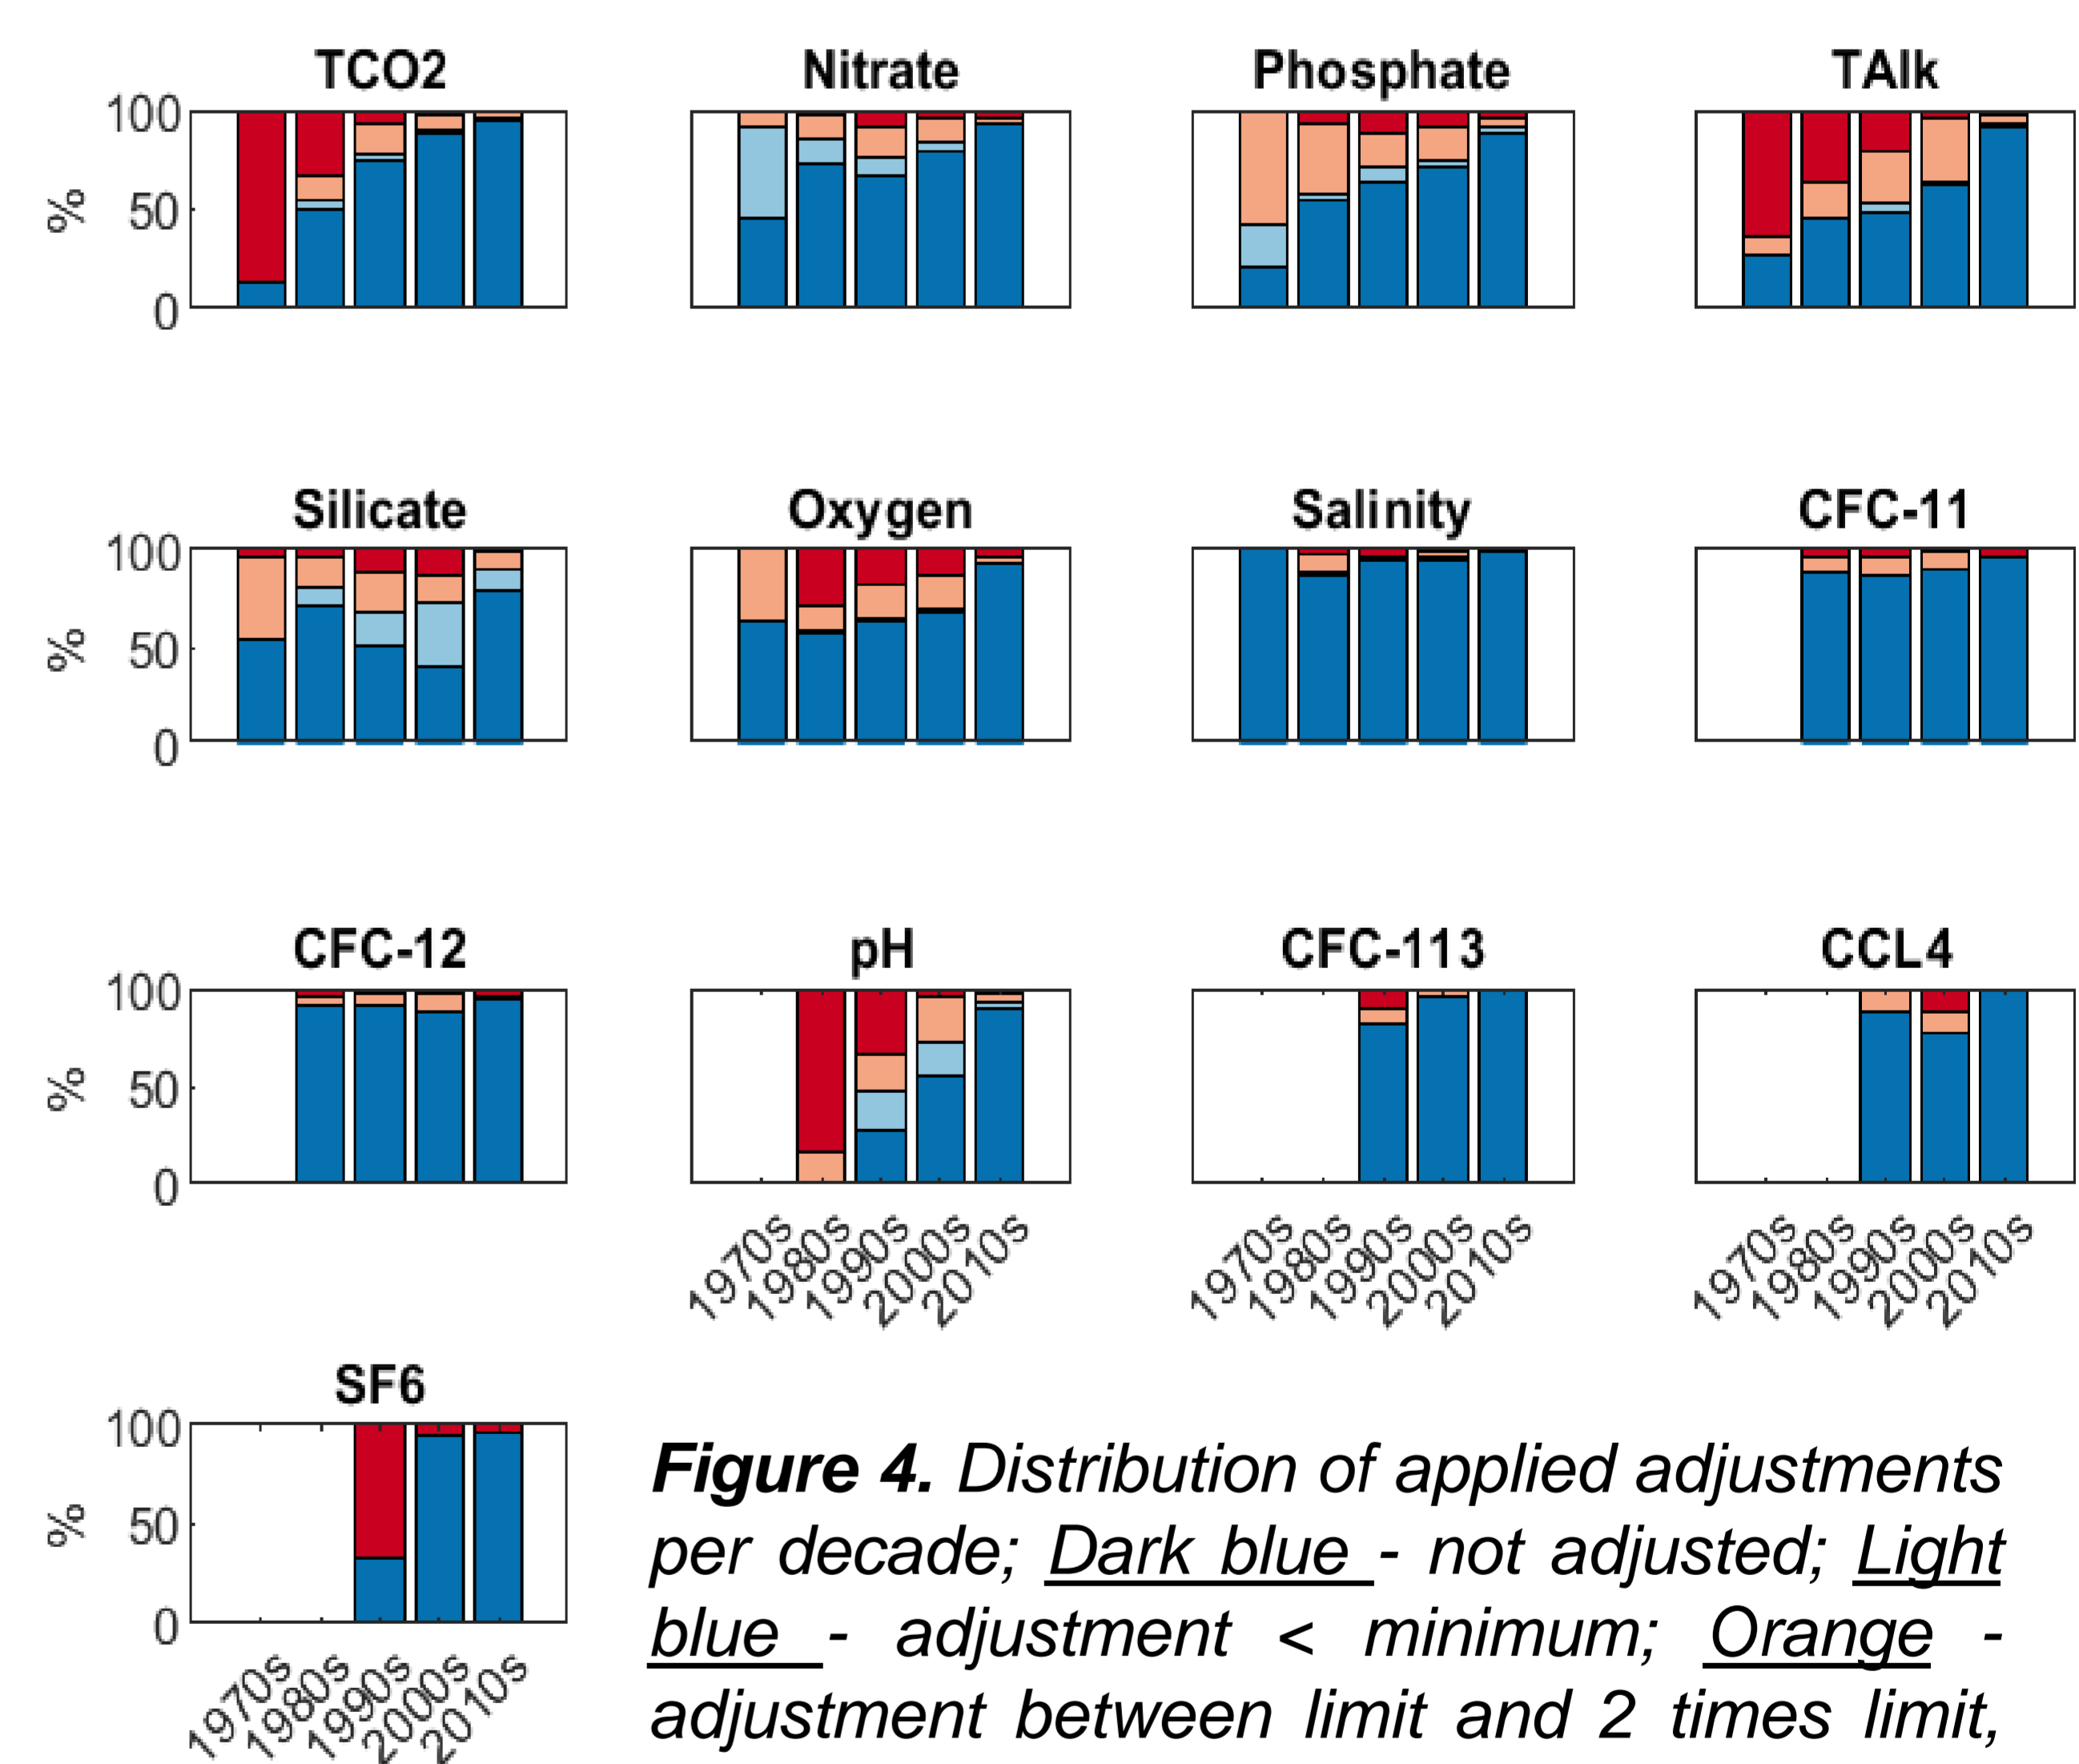 TCO2 Nitrate Phosphate TAlk
100
%
50
0
Silicate Oxygen Salinity CFC-11
100
%
50
0
CFC-12 pH CFC-113 CCL4
100
%
50
0
1970s 1980s 1990s 2000s 2010s 1970s 1980s 1990s 2000s 2010s 1970s 1980s 1990s 2000s 2010s
SF6
100
%
50
0
1970s 1980s 1990s 2000s 2010s
Figure 4. Distribution of applied adjustments
per decade; Dark blue - not adjusted; Light
blue - adjustment < minimum; Orange -
adjustment between limit and 2 times limit,